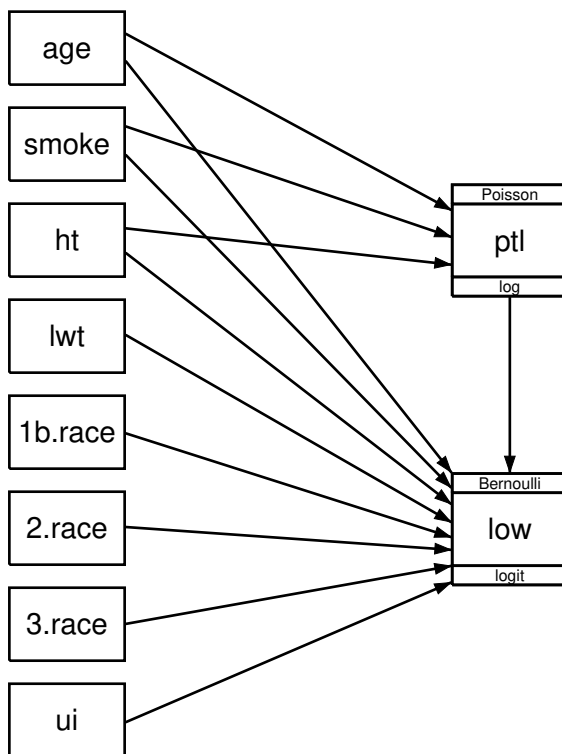 age
smoke
ht
lwt
1b.race
2.race
3.race
ui
Poisson
ptl
log
Bernoulli
low
logit